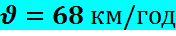 𝝑 = 68 км/год